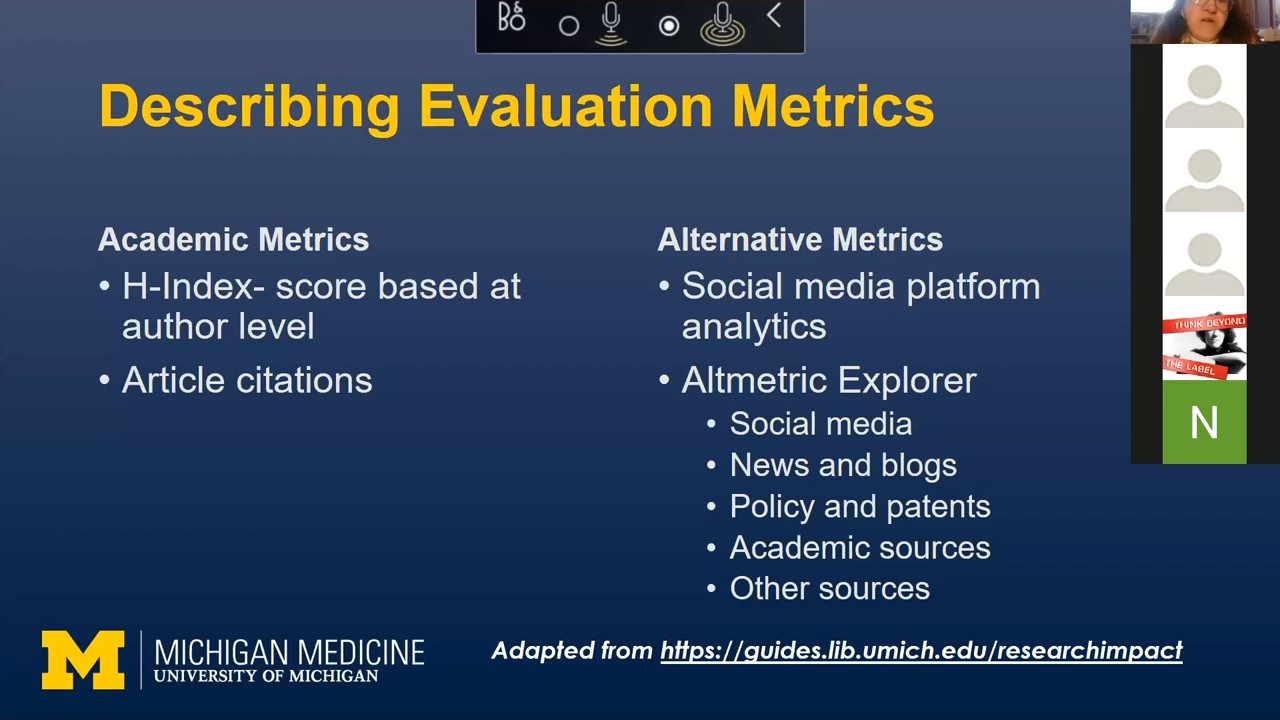 B&
BO
Describing Evaluation Metrics
Academic Metrics
• H-Index- score based at
author level
• Article citations
Alternative Metrics
• Social media platform
analytics
• Altmetric Explorer
• Social media
• News and blogs
• Policy and patents
• Academic sources
• Other sources
THINK BEYOND
THE LABEL
N
M
MICHIGAN MEDICINE
UNIVERSITY OF MICHIGAN
Adapted from https://guides.lib.umich.edu/researchimpact